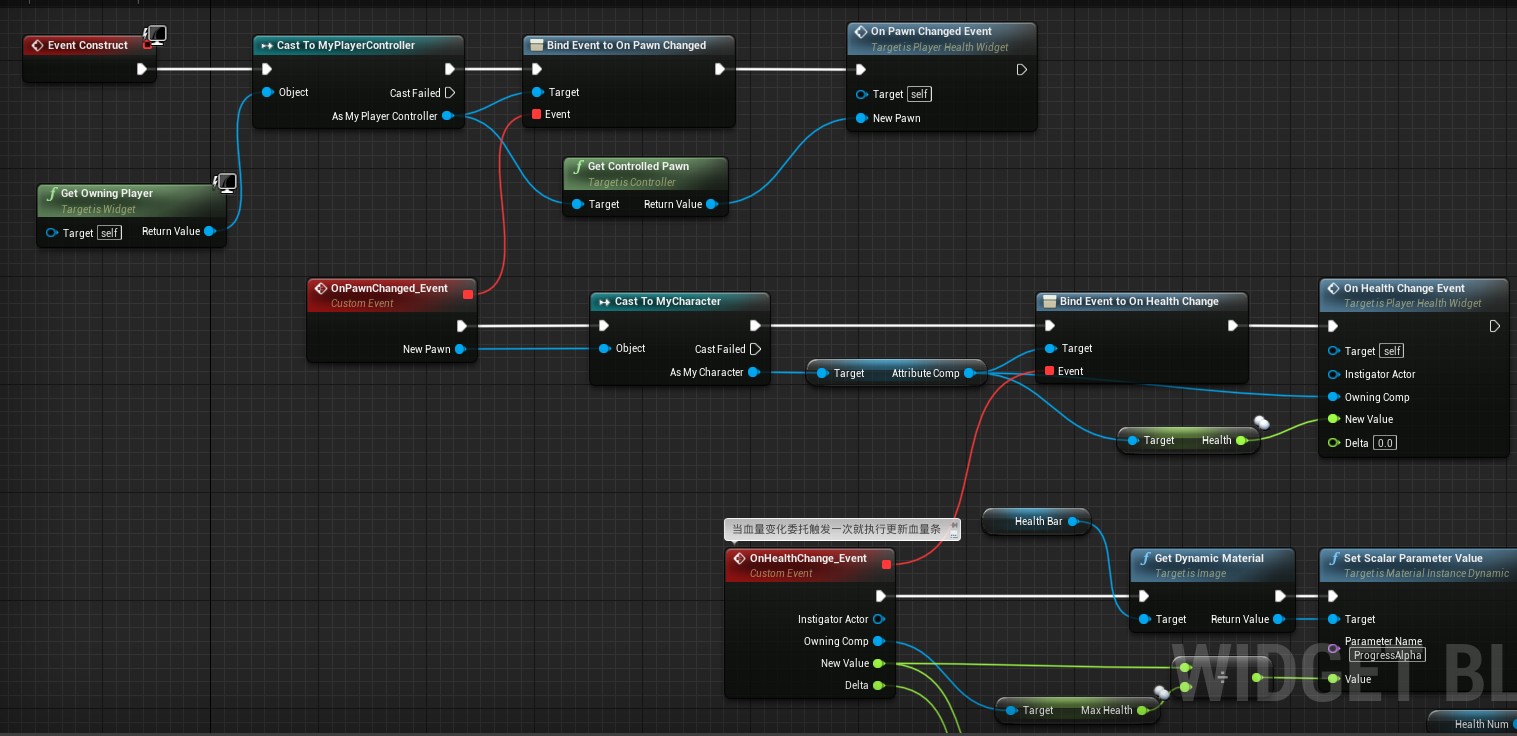 Event Construct
Cast To MyPlayerController
Object
Cast Failed
As My Player Controller
Bind Event to On Pawn Changed
Target
Event
On Pawn Changed Event
Target is Player Health Widget
Target self
New Pawn
Get Owning Player
Target is Widget
Target self
Return Value
Get Controlled Pawn
Target is Controller
Target
Return Value
OnPawnChanged_Event
Custom Event
New Pawn
Cast To MyCharacter
Object
Cast Failed
As My Character
Target
Attribute Comp
Bind Event to On Health Change
Target
Event
On Health Change Event
Target is Player Health Widget
Target self
Instigator Actor
Owning Comp
New Value
Delta 0.0
Target
Health
当血量变化委托触发一次就执行更新血量条
OnHealthChange_Event
Custom Event
Instigator Actor
Owning Comp
New Value
Delta
Health Bar
Get Dynamic Material
Target is Image
Target
Return Value
Set Scalar Parameter Value
Target is Material Instance Dynamic
Target
Parameter Name
ProgressAlpha
Value
Target
Max Health
÷
WIDGET BL
Health Num